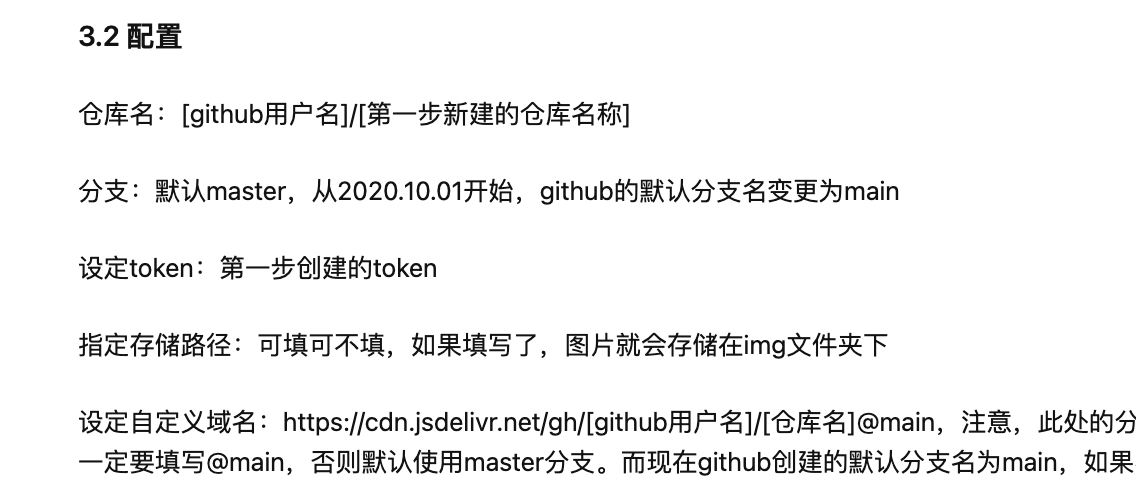 3.2 配置
仓库名：[github用户名]/[第一步新建的仓库名称]
分支：默认master，从2020.10.01开始，github的默认分支名变更为main
设定token：第一步创建的token
指定存储路径：可填可不填，如果填写了，图片就会存储在img文件夹下
设定自定义域名：https://cdn.jsdelivr.net/gh/[github用户名]/[仓库名]@main，注意，此处的分
一定要填写@main，否则默认使用master分支。而现在github创建的默认分支名为main，如果